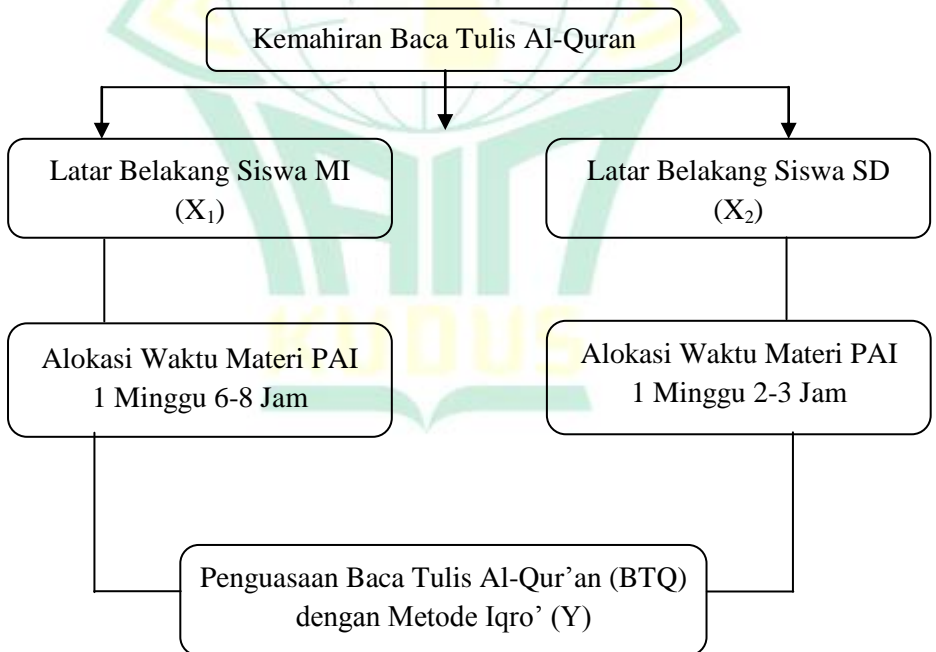 Kemahiran Baca Tulis Al-Quran
Latar Belakang Siswa MI
(X₁)
Latar Belakang Siswa SD
(X₂)
Alokasi Waktu Materi PAI
1 Minggu 6-8 Jam
Alokasi Waktu Materi PAI
1 Minggu 2-3 Jam
KUDUS
Penguasaan Baca Tulis Al-Qur’an (BTQ)
dengan Metode Iqro’ (Y)